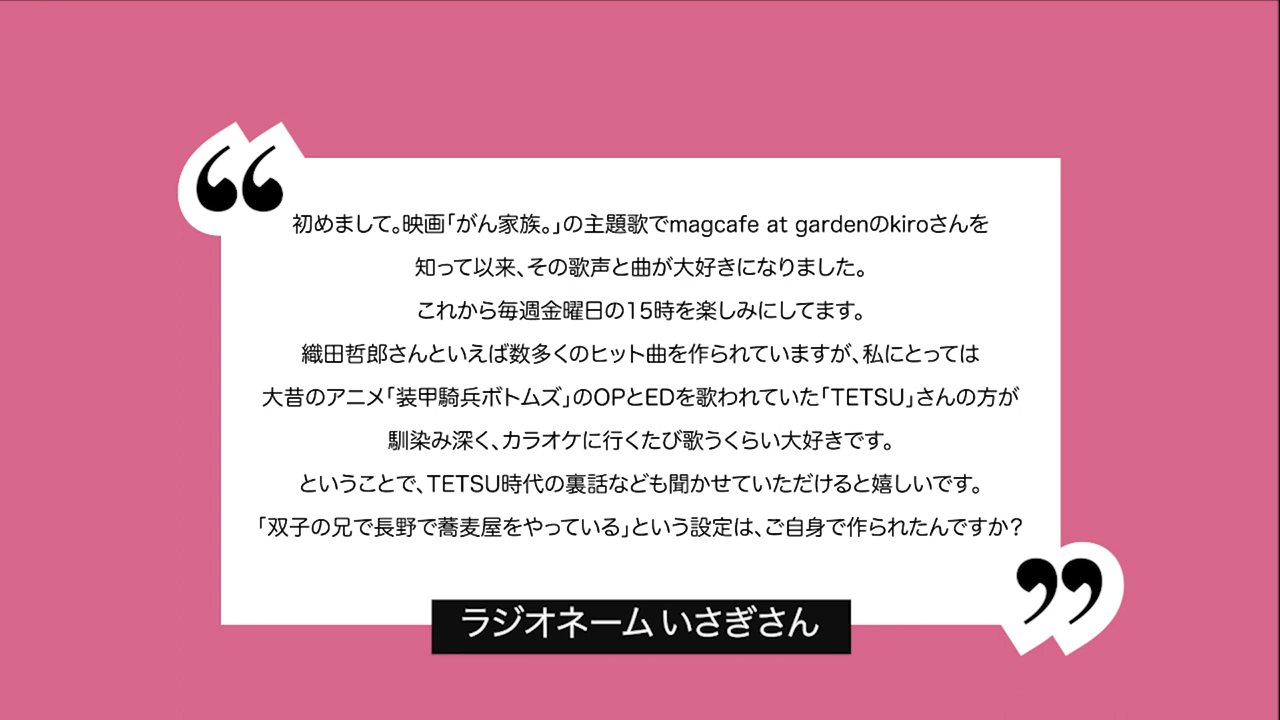 初めまして。映画「がん家族。」の主題歌でmagcafe at gardenのkiroさんを
知って以来、その歌声と曲が大好きになりました。
これから毎週金曜日の15時を楽しみにしてます。
織田哲郎さんといえば数多くのヒット曲を作られていますが、私にとっては
大昔のアニメ「装甲騎兵ボトムズ」のOPとEDを歌われていた「TETSU」さんの方が
馴染み深く、カラオケに行くたび歌うくらい大好きです。
ということで、TETSU時代の裏話なども聞かせていただけると嬉しいです。
「双子の兄で長野で蕎麦屋をやっている」という設定は、ご自身で作られたんですか？
ラジオネーム いさぎさん